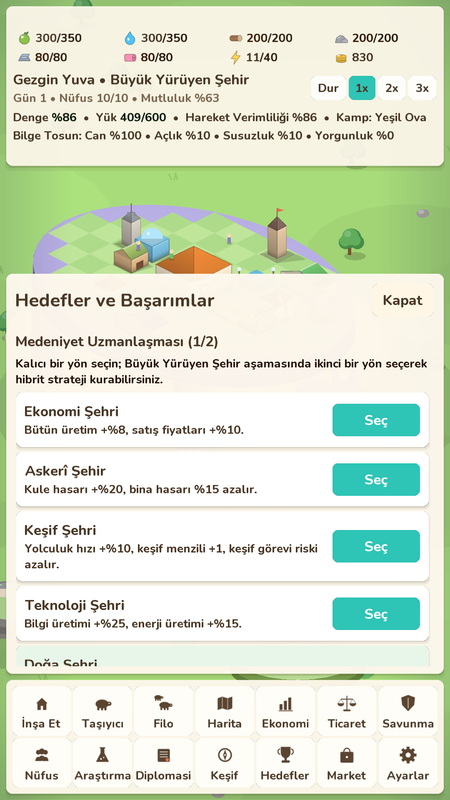 300/350 300/350 200/200 200/200
80/80 80/80 11/40 830
Gezgin Yuva • Büyük Yürüyen Şehir
Gün 1 • Nüfus 10/10 • Mutluluk %63
Dur 1x 2x 3x
Denge %86 • Yük 409/600 • Hareket Verimliliği %86 • Kamp: Yeşil Ova
Bilge Tosun: Can %100 • Açlık %10 • Susuzluk %10 • Yorgunluk %0
Hedefler ve Başarımlar
Kapat
Medeniyet Uzmanlaşması (1/2)
Kalıcı bir yön seçin; Büyük Yürüyen Şehir aşamasında ikinci bir yön seçerek
hibrit strateji kurabilirsiniz.
Ekonomi Şehri
Bütün üretim +%8, satış fiyatları +%10.
Seç
Askerî Şehir
Kule hasarı +%20, bina hasarı %15 azalır.
Seç
Keşif Şehri
Yolculuk hızı +%10, keşif menzili +1, keşif görevi riski
azalır.
Seç
Teknoloji Şehri
Bilgi üretimi +%25, enerji üretimi +%15.
Seç
Doğa Şehri
İnşa Et Taşıyıcı Filo Harita Ekonomi Ticaret Savunma
Nüfus Araştırma Diplomasi Keşif Hedefler Market Ayarlar